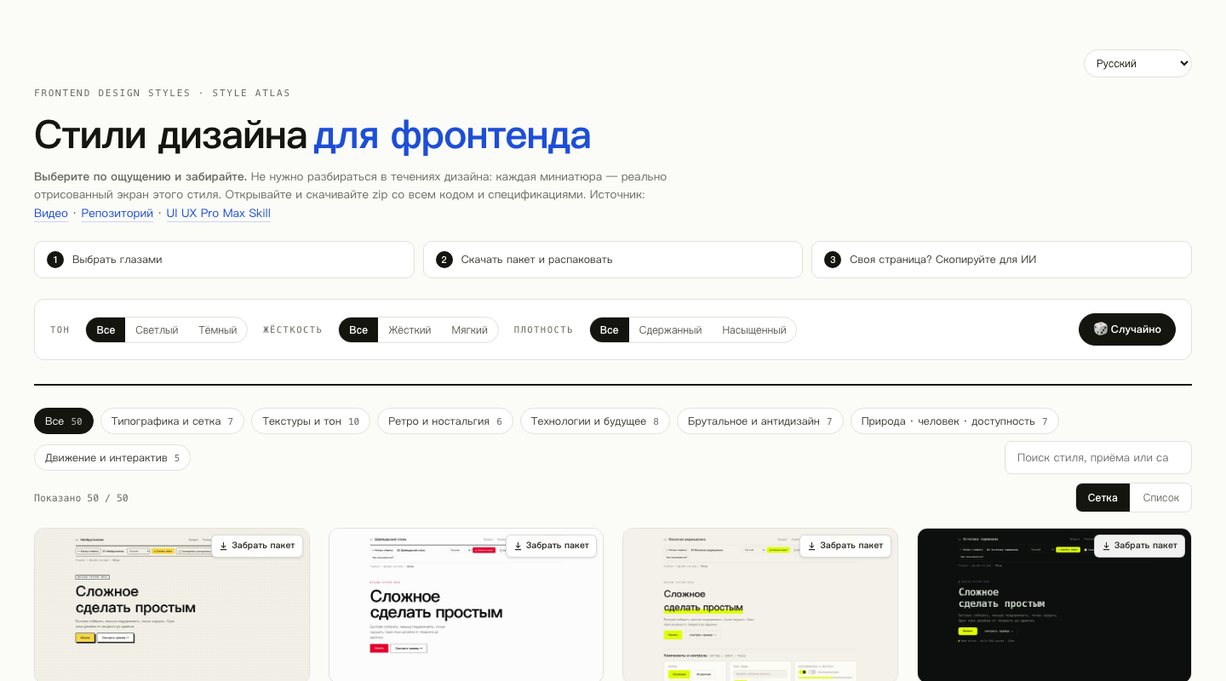 Русский
FRONTEND DESIGN STYLES · STYLE ATLAS
Стили дизайна для фронтенда
Выберите по ощущению и забирайте. Не нужно разбираться в течениях дизайна: каждая миниатюра — реально
отрисованный экран этого стиля. Открывайте и скачивайте zip со всем кодом и спецификациями. Источник:
Видео · Репозиторий · UI UX Pro Max Skill
1 Выбрать глазами
2 Скачать пакет и распаковать
3 Своя страница? Скопируйте для ИИ
ТОН Все Светлый Тёмный ЖЁСТКОСТЬ Все Жёсткий Мягкий ПЛОТНОСТЬ Все Сдержанный Насыщенный
Случайно
Все 50 Типографика и сетка 7 Текстуры и тон 10 Ретро и ностальгия 6 Технологии и будущее 8 Брутальное и антидизайн 7 Природа · человек · доступность 7
Движение и интерактив 5
Поиск стиля, приёма или са
Показано 50 / 50
Сетка Список
Забрать пакет
Сложное
сделать простым
Забрать пакет
Сложное
сделать простым
Забрать пакет
Сложное
сделать простым
Забрать пакет
Сложное
сделать простым